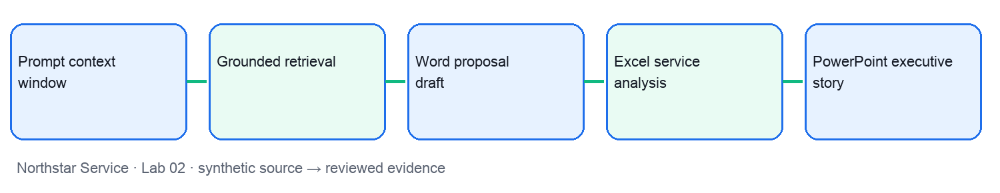 Prompt context
window
Grounded retrieval
Word proposal
draft
Excel service
analysis
PowerPoint executive
story
Northstar Service · Lab 02 · synthetic source → reviewed evidence